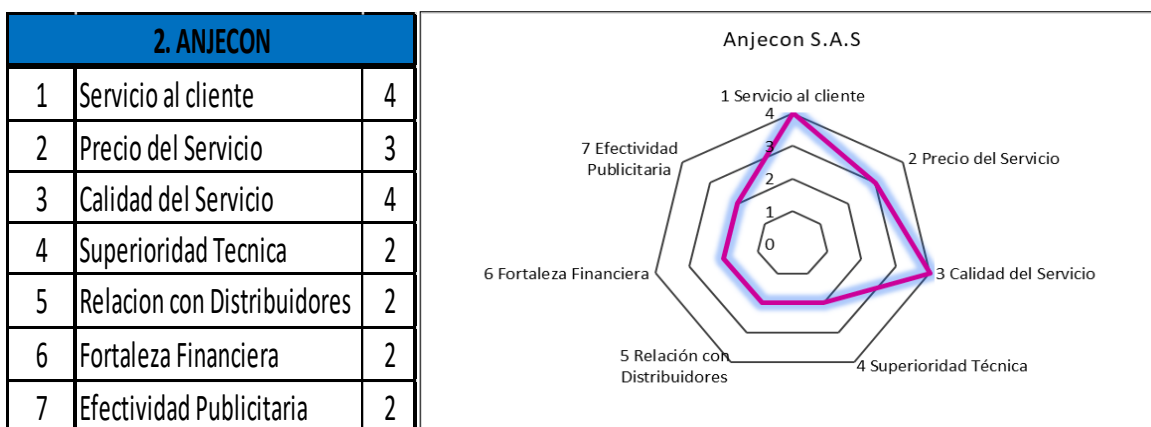 2. ANJECON
1 Servicio al cliente 4
2 Precio del Servicio 3
3 Calidad del Servicio 4
4 Superioridad Tecnica 2
5 Relacion con Distribuidores 2
6 Fortaleza Financiera 2
7 Efectividad Publicitaria 2
Anjecon S.A.S
1 Servicio al cliente
4
3
2
1
0
2 Precio del Servicio
3 Calidad del Servicio
4 Superioridad Técnica
5 Relación con
Distribuidores
6 Fortaleza Financiera
7 Efectividad
Publicitaria